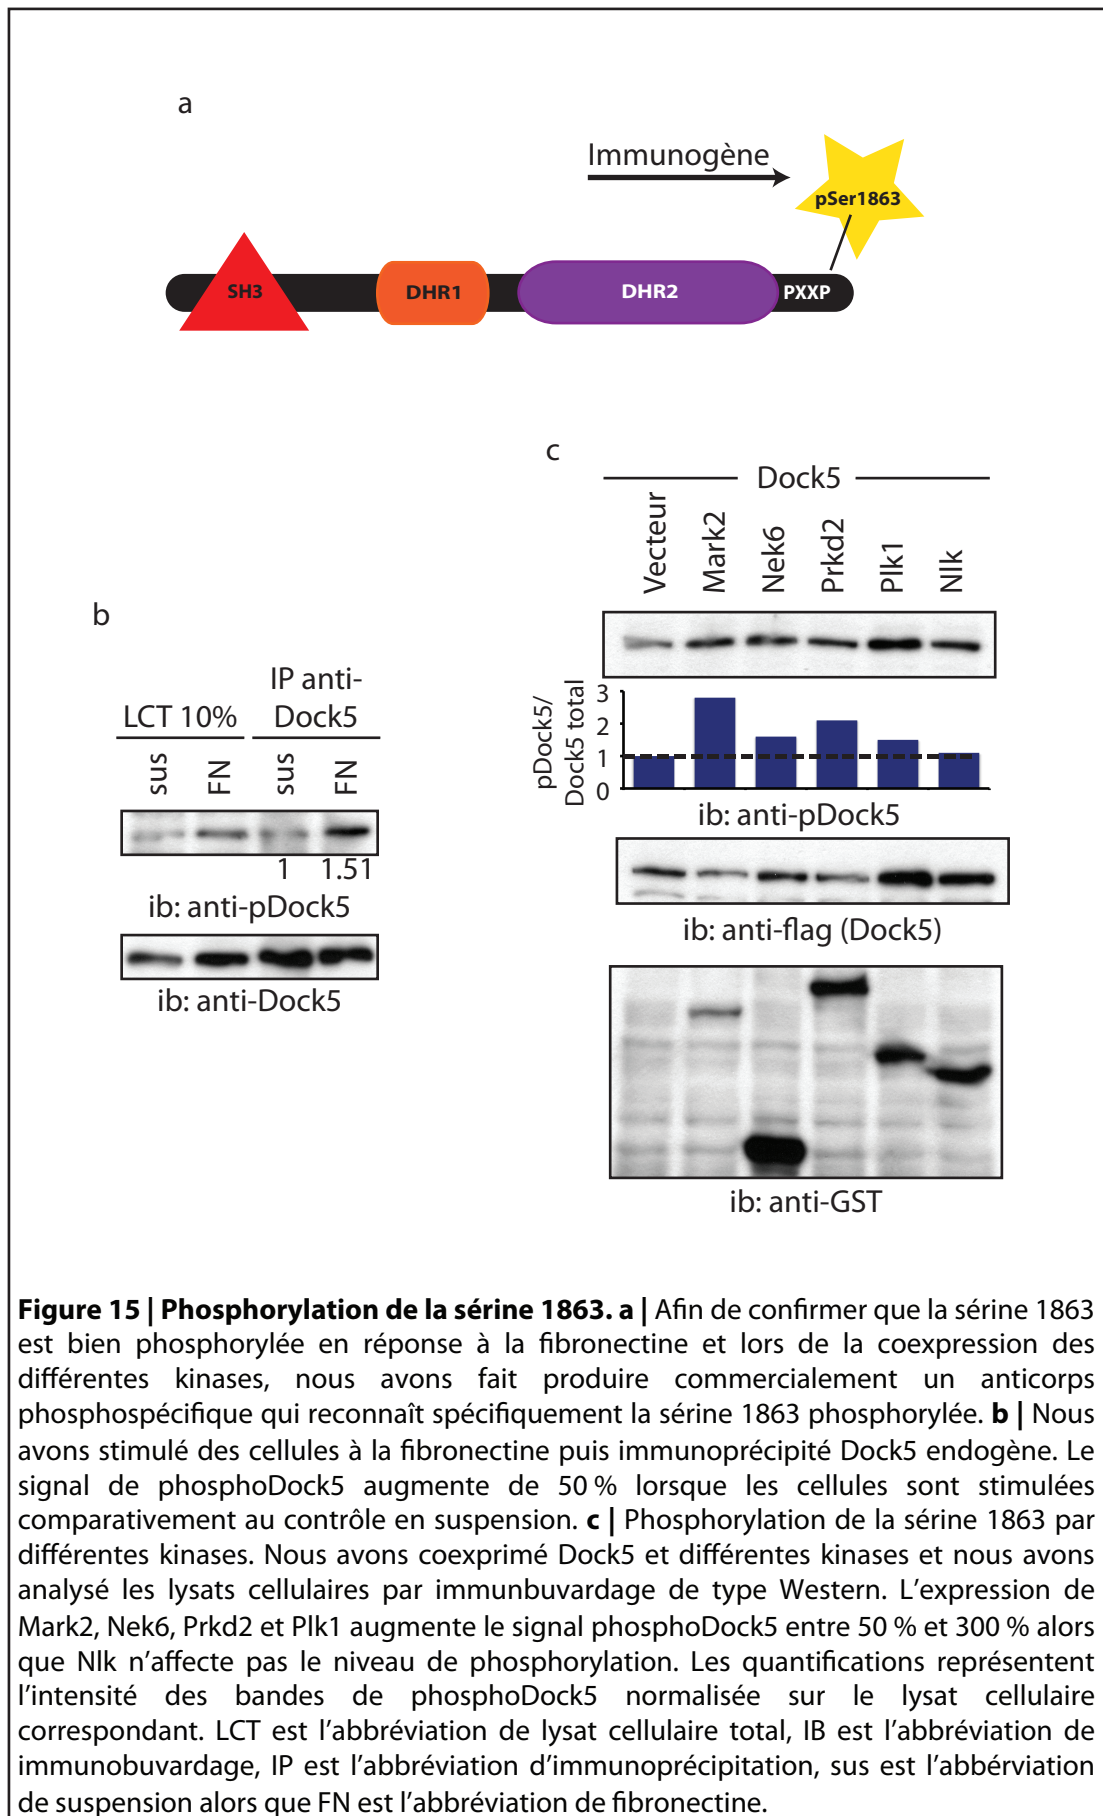 a
Immunogène
pSer1863
SH3
DHR1
DHR2
PXXP
b
LCT 10%
IP anti-
Dock5
sus
FN
sus
FN
1
1.51
ib: anti-pDock5
ib: anti-Dock5
c
Dock5
Vecteur
Mark2
Nek6
Prkd2
Plk1
Nlk
pDock5/
Dock5 total
3
2
1
0
ib: anti-pDock5
ib: anti-flag (Dock5)
ib: anti-GST
Figure 15 | Phosphorylation de la sérine 1863. a | Afin de confirmer que la sérine 1863
est bien phosphorylée en réponse à la fibronectine et lors de la coexpression des
différentes kinases, nous avons fait produire commercialement un anticorps
phosphospécifique qui reconnaît spécifiquement la sérine 1863 phosphorylée. b | Nous
avons stimulé des cellules à la fibronectine puis immunoprécipité Dock5 endogène. Le
signal de phosphoDock5 augmente de 50 % lorsque les cellules sont stimulées
comparativement au contrôle en suspension. c | Phosphorylation de la sérine 1863 par
différentes kinases. Nous avons coexprimé Dock5 et différentes kinases et nous avons
analysé les lysats cellulaires par immunbuvardage de type Western. L'expression de
Mark2, Nek6, Prkd2 et Plk1 augmente le signal phosphoDock5 entre 50 % et 300 % alors
que Nlk n'affecte pas le niveau de phosphorylation. Les quantifications représentent
l'intensité des bandes de phosphoDock5 normalisée sur le lysat cellulaire
correspondant. LCT est l'abbréviation de lysat cellulaire total, IB est l'abbréviation de
immunobuvardage, IP est l'abbréviation d'immunoprécipitation, sus est l'abbérviation
de suspension alors que FN est l'abbréviation de fibronectine.